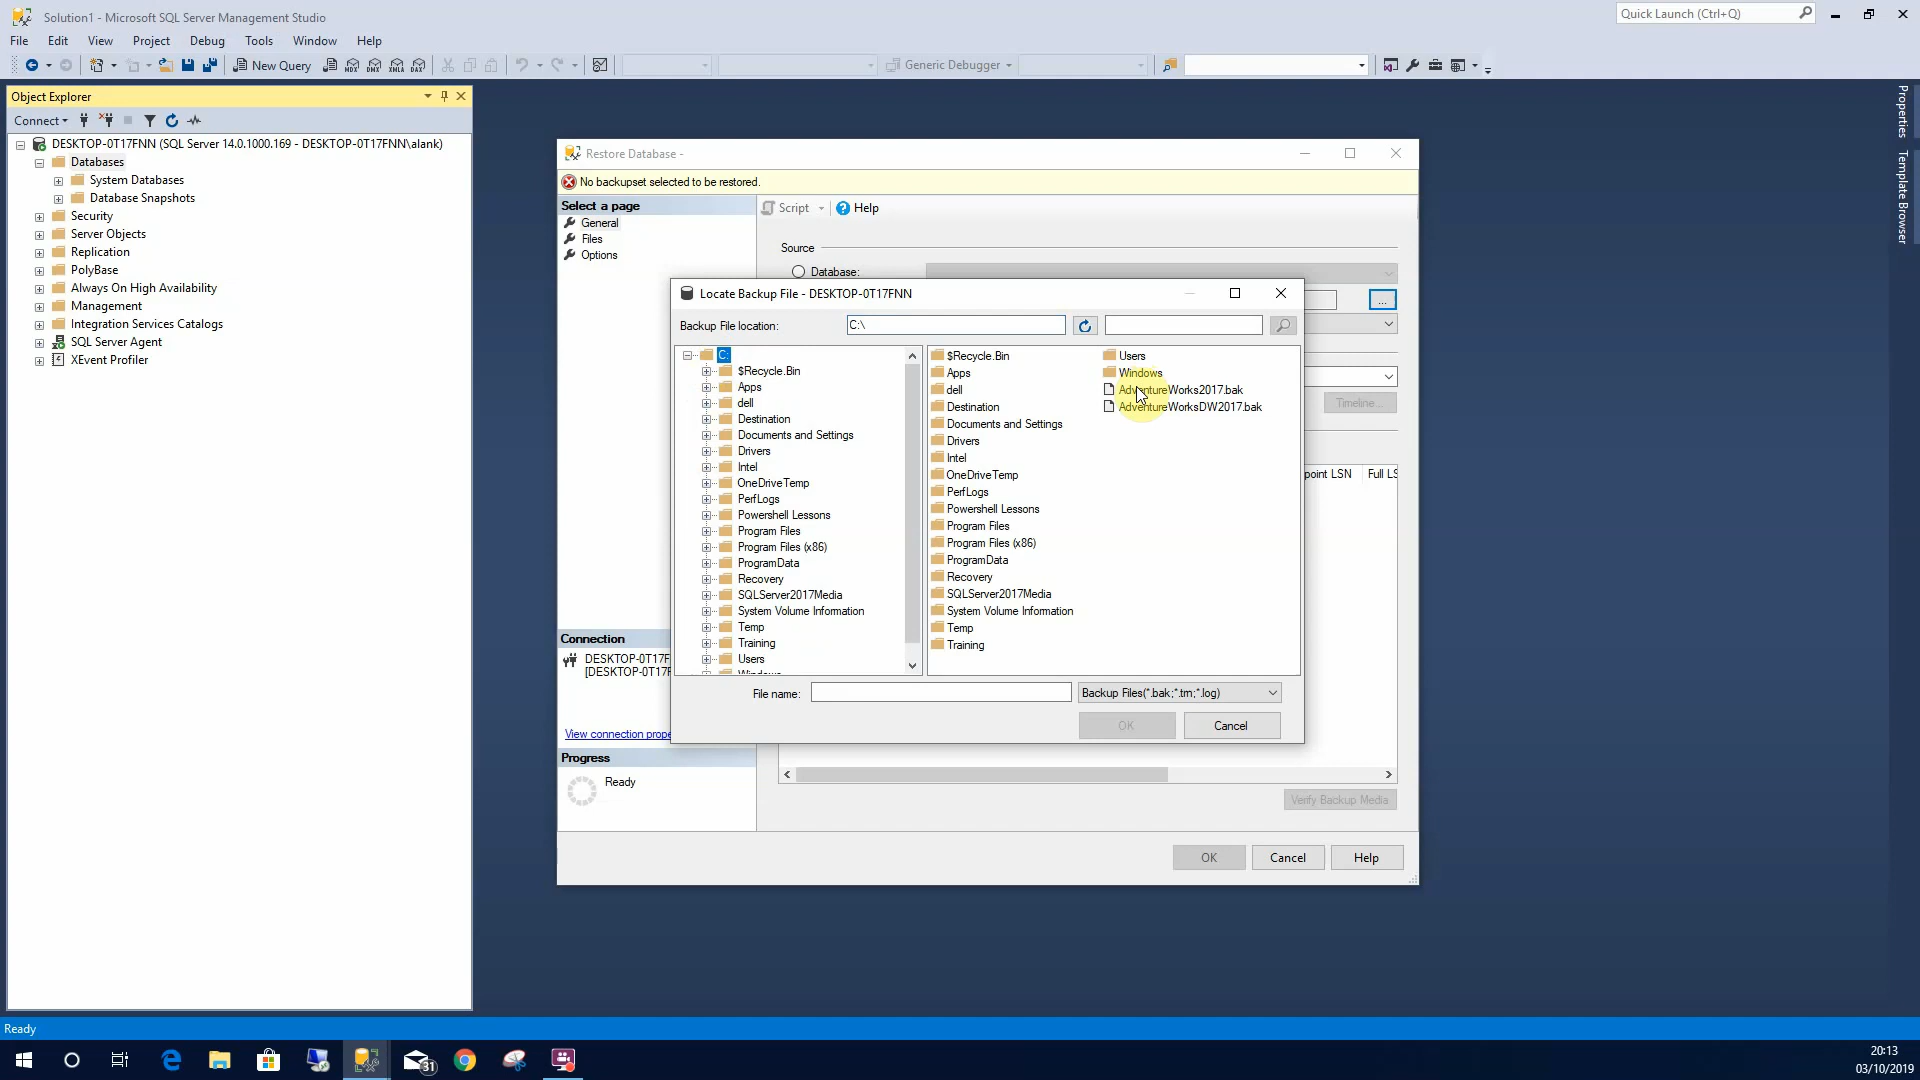 Solution1 - Microsoft SQL Server Management Studio
Quick Launch (Ctrl+Q)
File Edit View Project Debug Tools Window Help
New Query
MDX DMX XMLA DAX
Generic Debugger
Object Explorer
Connect
DESKTOP-0T17FNN (SQL Server 14.0.1000.169 - DESKTOP-0T17FNN\alank)
Databases
System Databases
Database Snapshots
Security
Server Objects
Replication
PolyBase
Always On High Availability
Management
Integration Services Catalogs
SQL Server Agent
XEvent Profiler
Properties
Template Browser
Restore Database -
No backupset selected to be restored.
Select a page
General
Files
Options
Script
Help
Source
Database:
...
Timeline...
point LSN
Full LS
Connection
DESKTOP-0T17F
[DESKTOP-0T17F
View connection prope
Progress
Ready
Verify Backup Media
OK
Cancel
Help
Locate Backup File - DESKTOP-0T17FNN
Backup File location:
C:\
C:
$Recycle.Bin
Apps
dell
Destination
Documents and Settings
Drivers
Intel
OneDriveTemp
PerfLogs
Powershell Lessons
Program Files
Program Files (x86)
ProgramData
Recovery
SQLServer2017Media
System Volume Information
Temp
Training
Users
Windows
$Recycle.Bin
Apps
dell
Destination
Documents and Settings
Drivers
Intel
OneDriveTemp
PerfLogs
Powershell Lessons
Program Files
Program Files (x86)
ProgramData
Recovery
SQLServer2017Media
System Volume Information
Temp
Training
Users
Windows
AdventureWorks2017.bak
AdventureWorksDW2017.bak
File name:
Backup Files(*.bak;*.trn;*.log)
OK
Cancel
Ready
31
20:13
03/10/2019